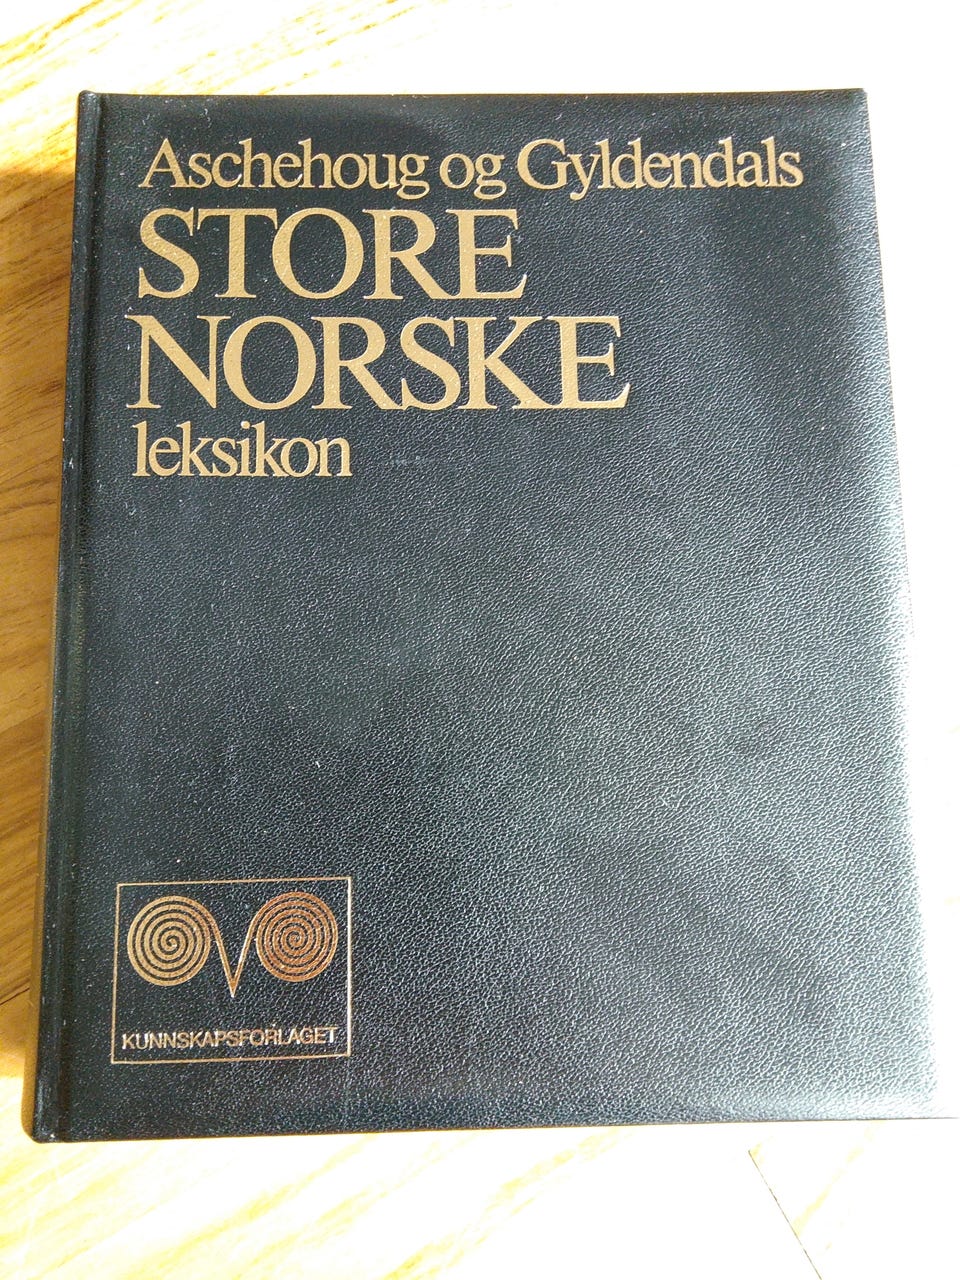 Aschehoug og Gyldendals
STORE
NORSKE
leksikon
KUNNSKAPSFORLAGET